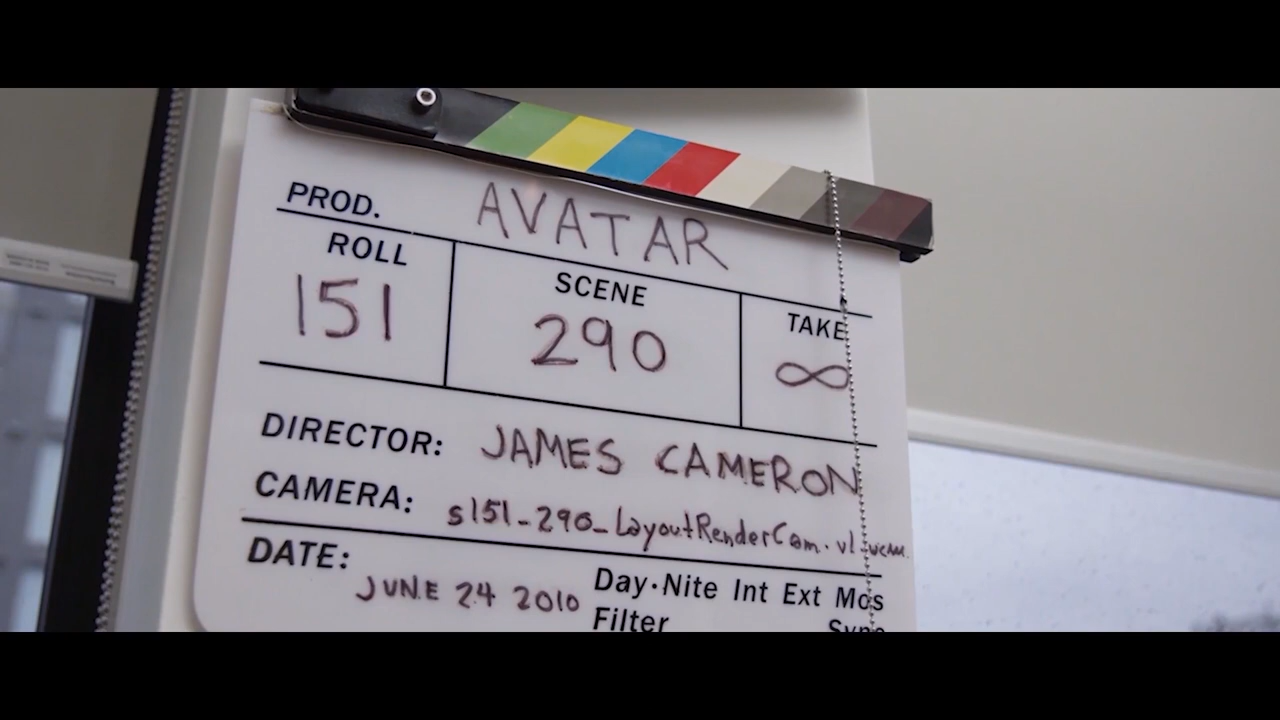 PROD. AVATAR
ROLL SCENE TAKE
151 290 ∞
DIRECTOR: JAMES CAMERON
CAMERA: s151_290_LayoutRenderCam.v1
DATE: JUNE 24 2010
Day·Nite Int Ext Mos
Filter Sync